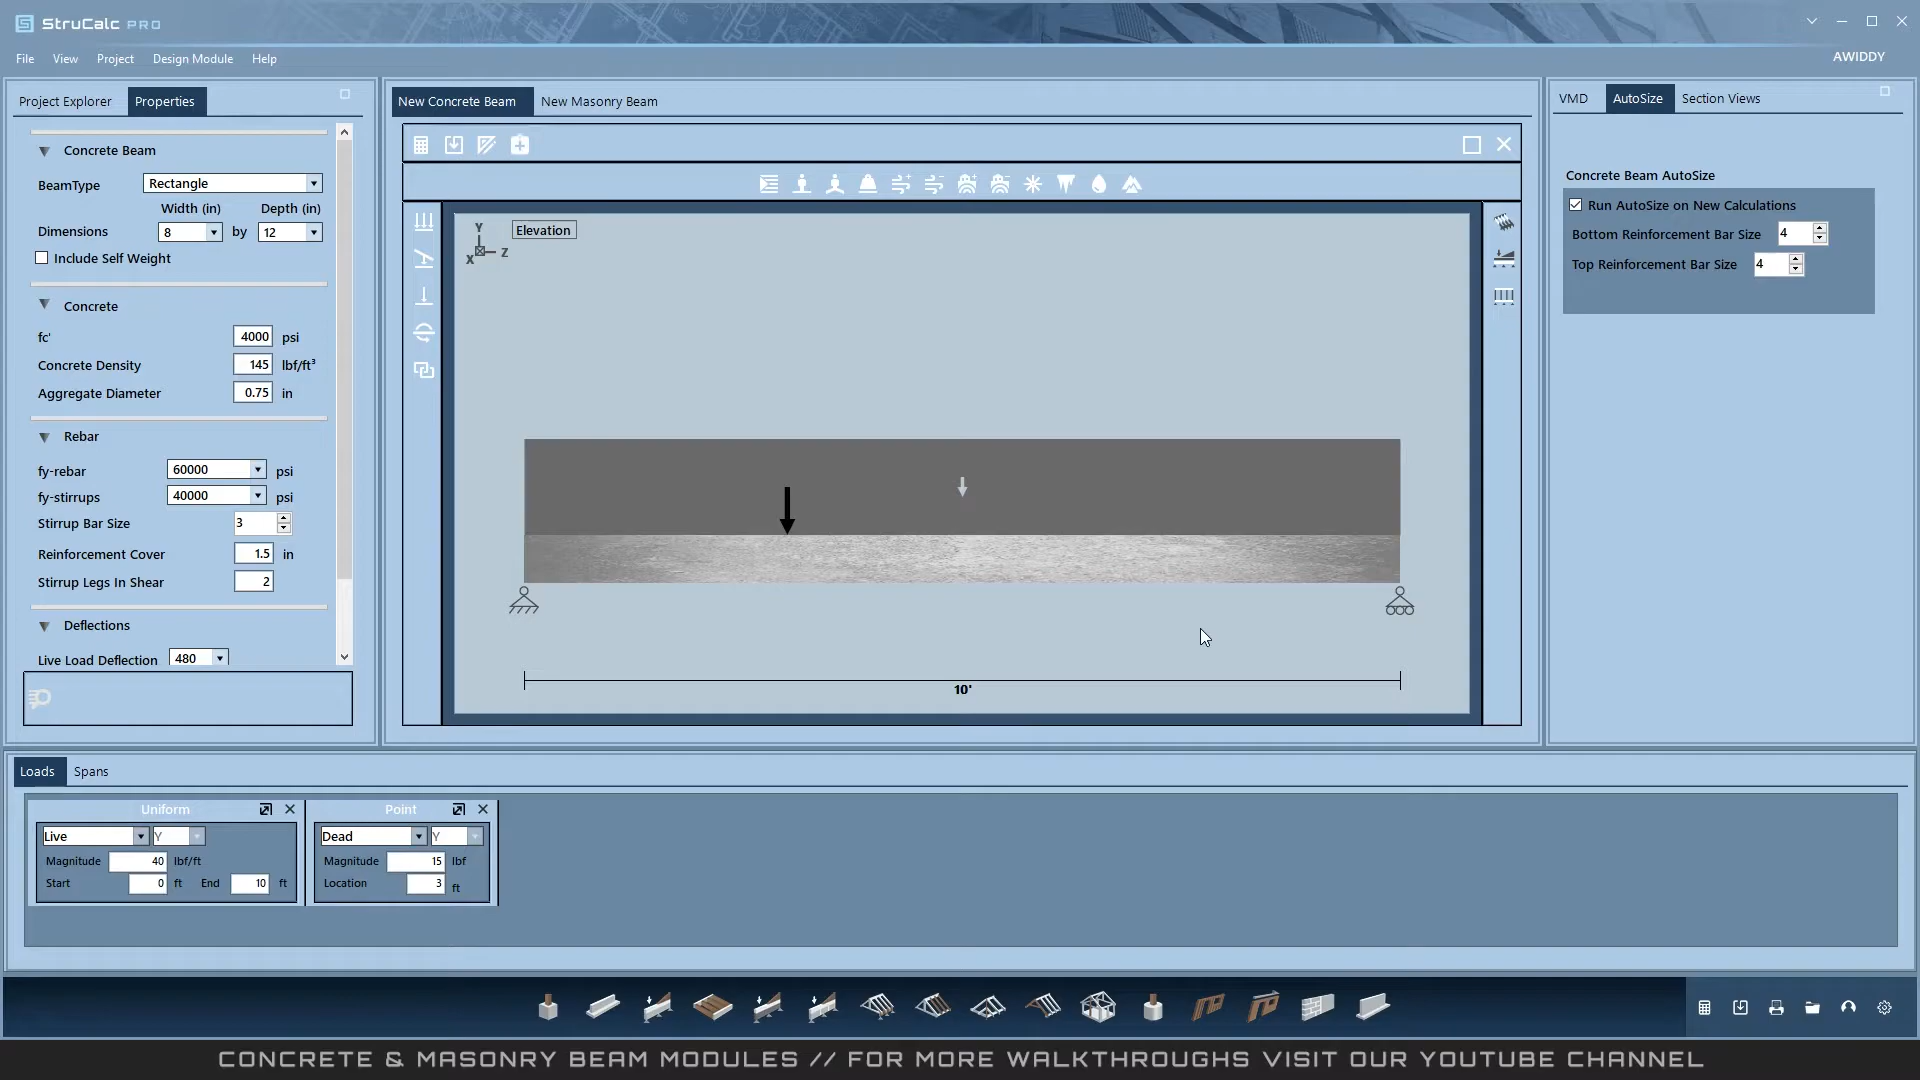 StruCalc PRO
File View Project Design Module Help
AWIDDY
Project Explorer Properties
Concrete Beam
BeamType Rectangle
Width (in) Depth (in)
Dimensions 8 by 12
Include Self Weight
Concrete
fc' 4000 psi
Concrete Density 145 lbf/ft³
Aggregate Diameter 0.75 in
Rebar
fy-rebar 60000 psi
fy-stirrups 40000 psi
Stirrup Bar Size 3
Reinforcement Cover 1.5 in
Stirrup Legs In Shear 2
Deflections
Live Load Deflection 480
New Concrete Beam New Masonry Beam
Y
X Z
Elevation
10'
VMD AutoSize Section Views
Concrete Beam AutoSize
Run AutoSize on New Calculations
Bottom Reinforcement Bar Size 4
Top Reinforcement Bar Size 4
Loads Spans
Uniform
Live Y
Magnitude 40 lbf/ft
Start 0 ft End 10 ft
Point
Dead Y
Magnitude 15 lbf
Location 3 ft
CONCRETE & MASONRY BEAM MODULES // FOR MORE WALKTHROUGHS VISIT OUR YOUTUBE CHANNEL